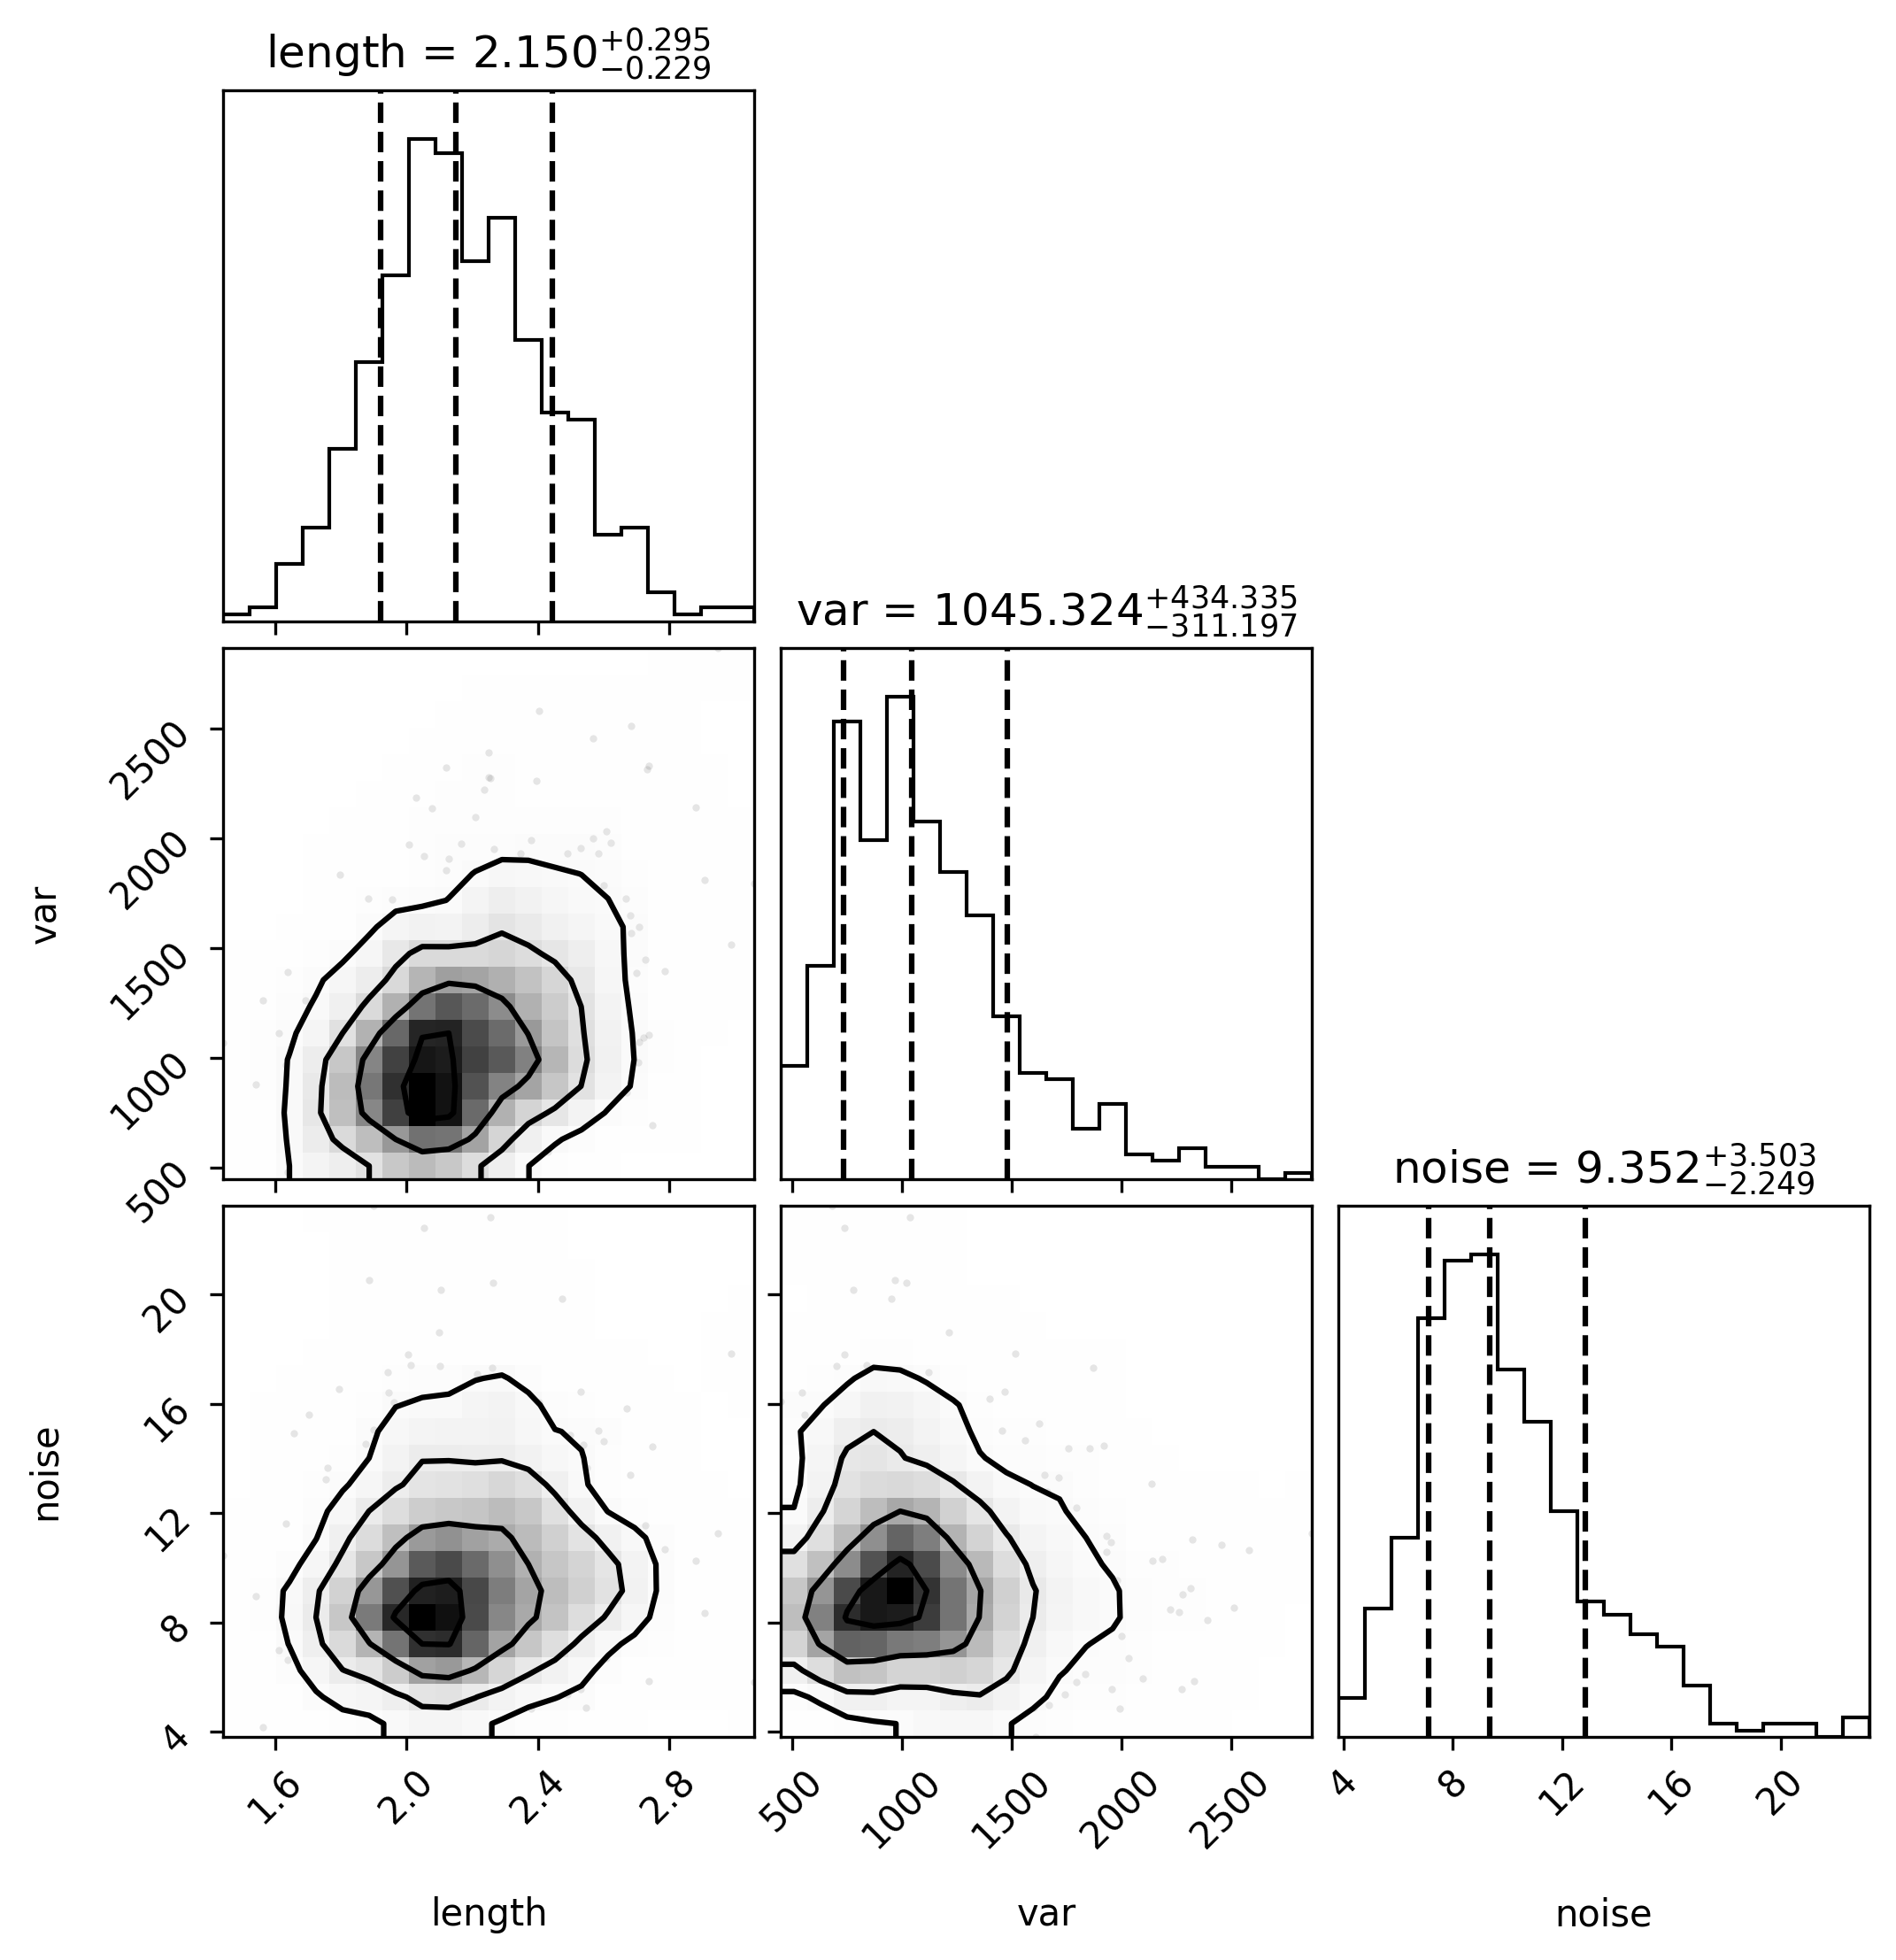 length = 2.150+0.295 −0.229
var = 1045.324+434.335 −311.197
2500
2000
1500
1000
500
var
noise = 9.352+3.503 −2.249
20
16
12
8
4
noise
1.6 2.0 2.4 2.8
500 1000 1500 2000 2500
4 8 12 16 20
length
var
noise